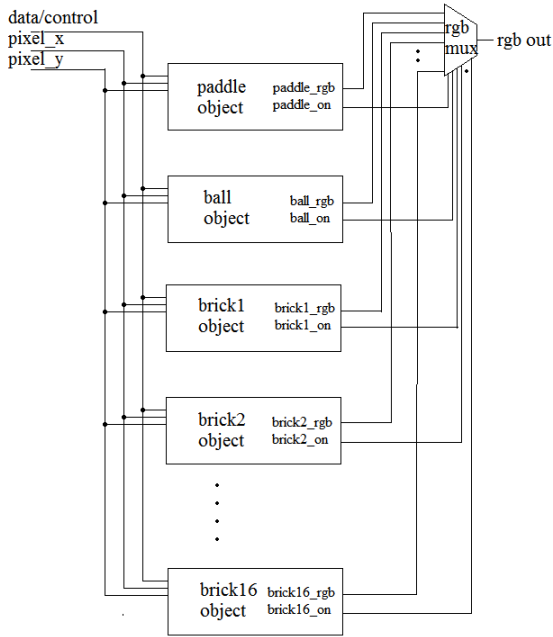 data/control
pixel_x
pixel_y
rgb
mux
rgb out
paddle
object
paddle_rgb
paddle_on
ball
object
ball_rgb
ball_on
brick1
object
brick1_rgb
brick1_on
brick2
object
brick2_rgb
brick2_on
brick16
object
brick16_rgb
brick16_on